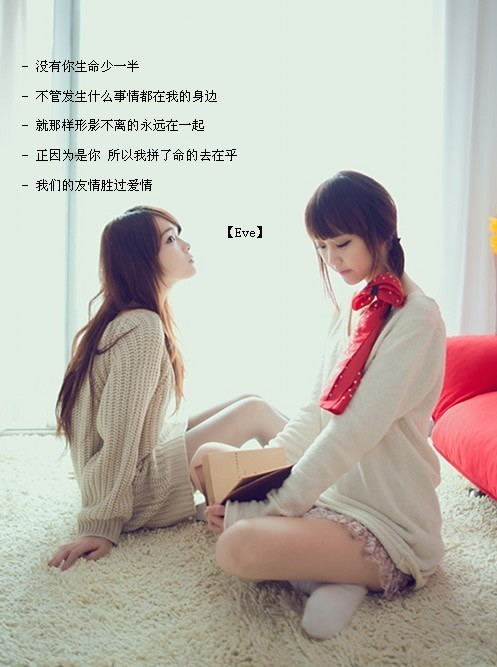 - 没有你生命少一半
- 不管发生什么事情都在我的身边
- 就那样形影不离的永远在一起
- 正因为是你 所以我拼了命的去在乎
- 我们的友情胜过爱情
【Eve】